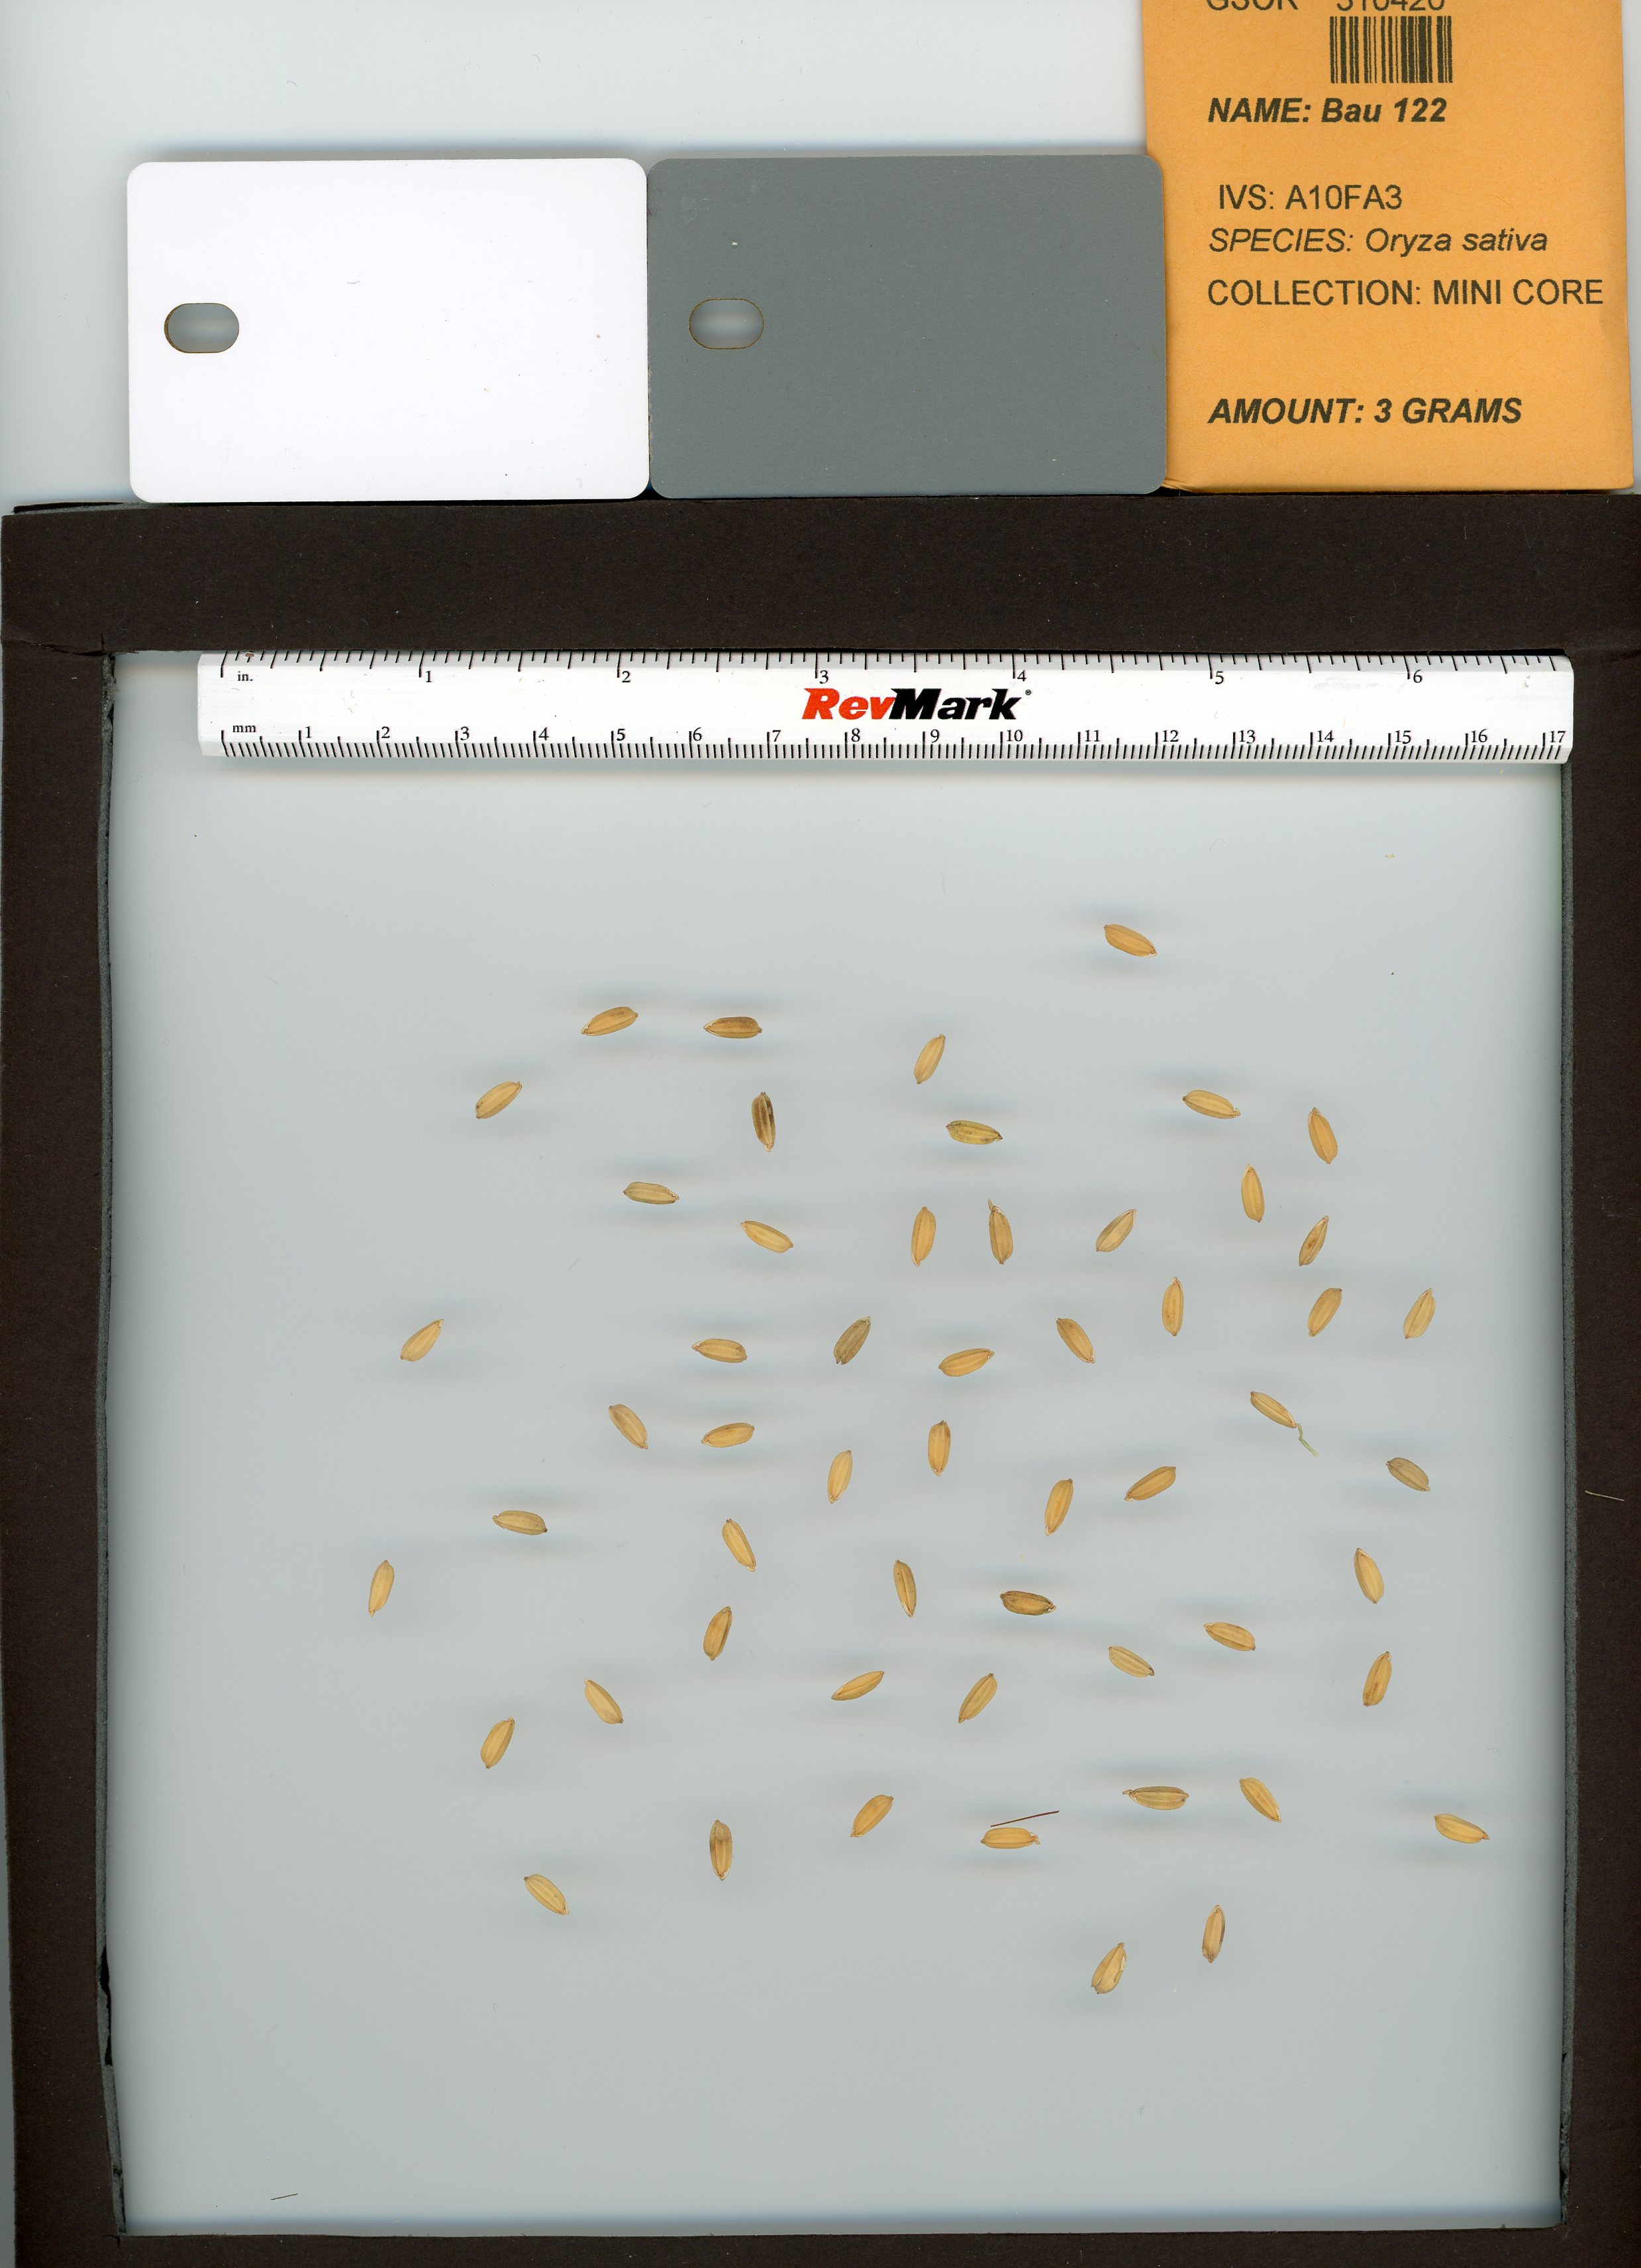 GSOR 310420
NAME: Bau 122
IVS: A10FA3
SPECIES: Oryza sativa
COLLECTION: MINI CORE
AMOUNT: 3 GRAMS
in. 1 2 3 4 5 6
RevMark®
mm 1 2 3 4 5 6 7 8 9 10 11 12 13 14 15 16 17